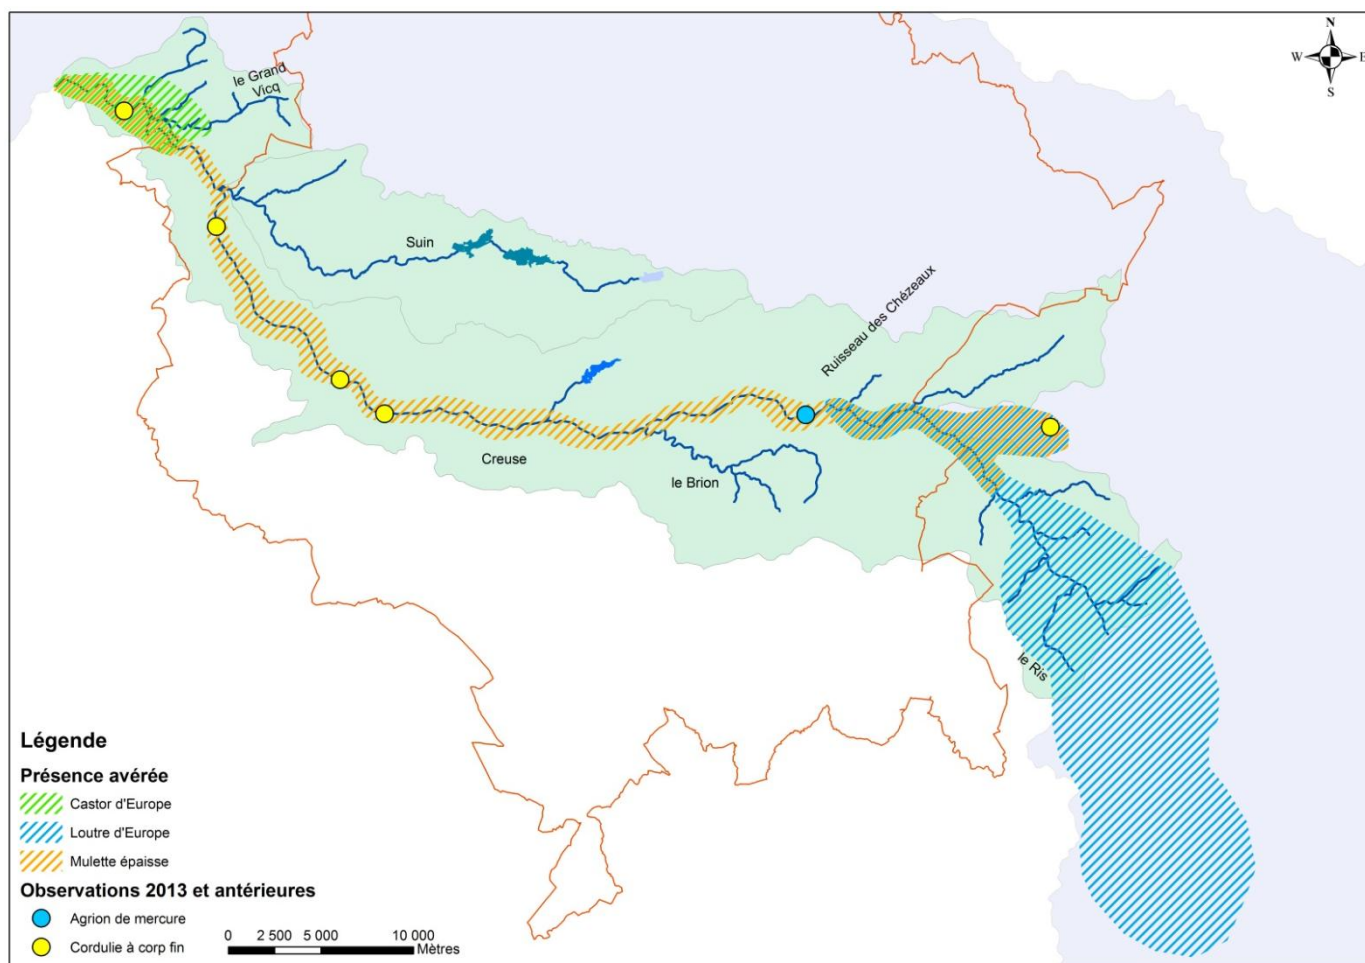 N
W E
S
le Grand
Vicq
Suin
Ruisseau des Chézeaux
Creuse
le Brion
le Ris
Légende
Présence avérée
Castor d'Europe
Loutre d'Europe
Mulette épaisse
Observations 2013 et antérieures
Agrion de mercure
Cordulie à corp fin
0 2 500 5 000 10 000
Mètres